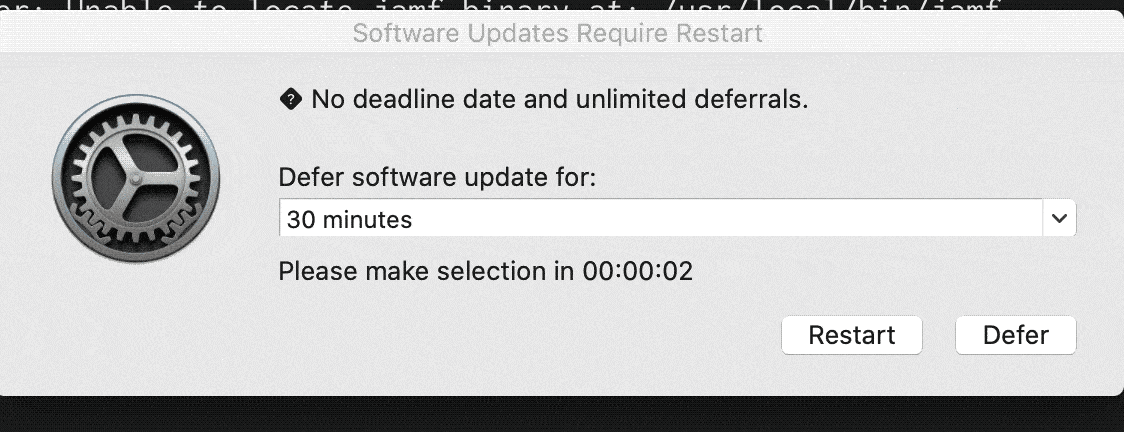 er: Unable to locate jamf binary at: /usr/local/bin/jamf
Software Updates Require Restart
No deadline date and unlimited deferrals.
Defer software update for:
30 minutes
Please make selection in 00:00:02
Restart Defer